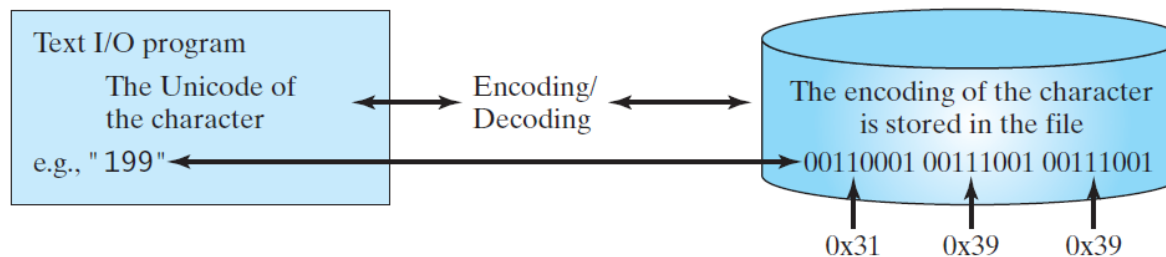 Text I/O program
The Unicode of
the character
e.g., "199"
Encoding/
Decoding
The encoding of the character
is stored in the file
00110001 00111001 00111001
0x31 0x39 0x39